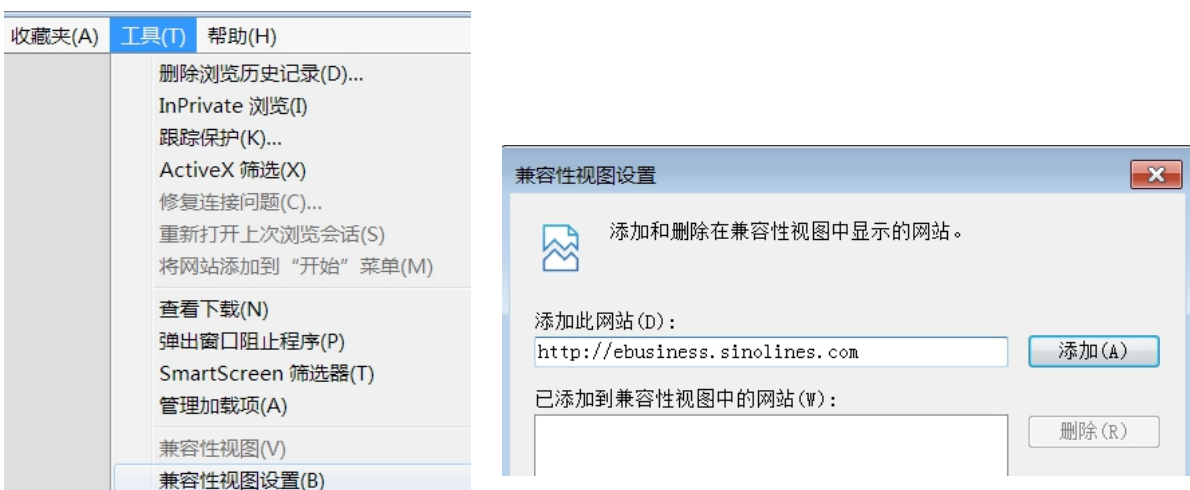 收藏夹(A) 工具(T) 帮助(H)
删除浏览历史记录(D)...
InPrivate 浏览(I)
跟踪保护(K)...
ActiveX 筛选(X)
修复连接问题(C)...
重新打开上次浏览会话(S)
将网站添加到“开始”菜单(M)
查看下载(N)
弹出窗口阻止程序(P)
SmartScreen 筛选器(T)
管理加载项(A)
兼容性视图(V)
兼容性视图设置(B)
兼容性视图设置
添加和删除在兼容性视图中显示的网站。
添加此网站(D):
http://ebusiness.sinolines.com 添加(A)
已添加到兼容性视图中的网站(W):
删除(R)